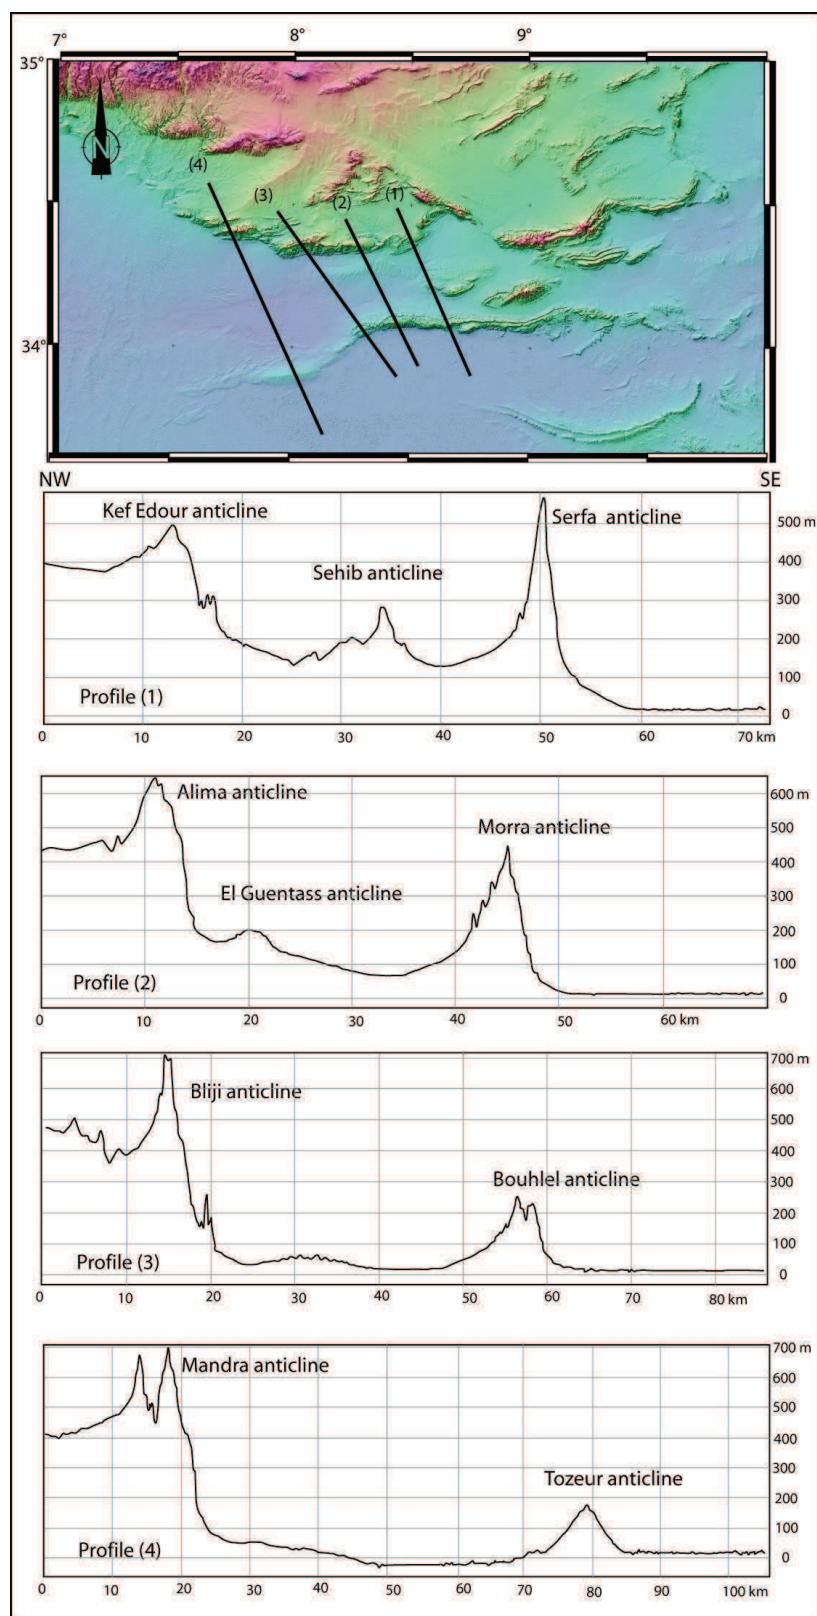 7° 8° 9°
35°
N
(4)
(3)
(2) (1)
34°
NW SE
Kef Edour anticline
Serfa anticline
Sehib anticline
500 m
400
300
200
100
0
Profile (1)
0 10 20 30 40 50 60 70 km
Alima anticline
Morra anticline
El Guentass anticline
600 m
500
400
300
200
100
0
Profile (2)
0 10 20 30 40 50 60 km
Bliji anticline
Bouhlel anticline
700 m
600
500
400
300
200
100
0
Profile (3)
0 10 20 30 40 50 60 70 80 km
Mandra anticline
Tozeur anticline
700 m
600
500
400
300
200
100
0
Profile (4)
0 10 20 30 40 50 60 70 80 90 100 km